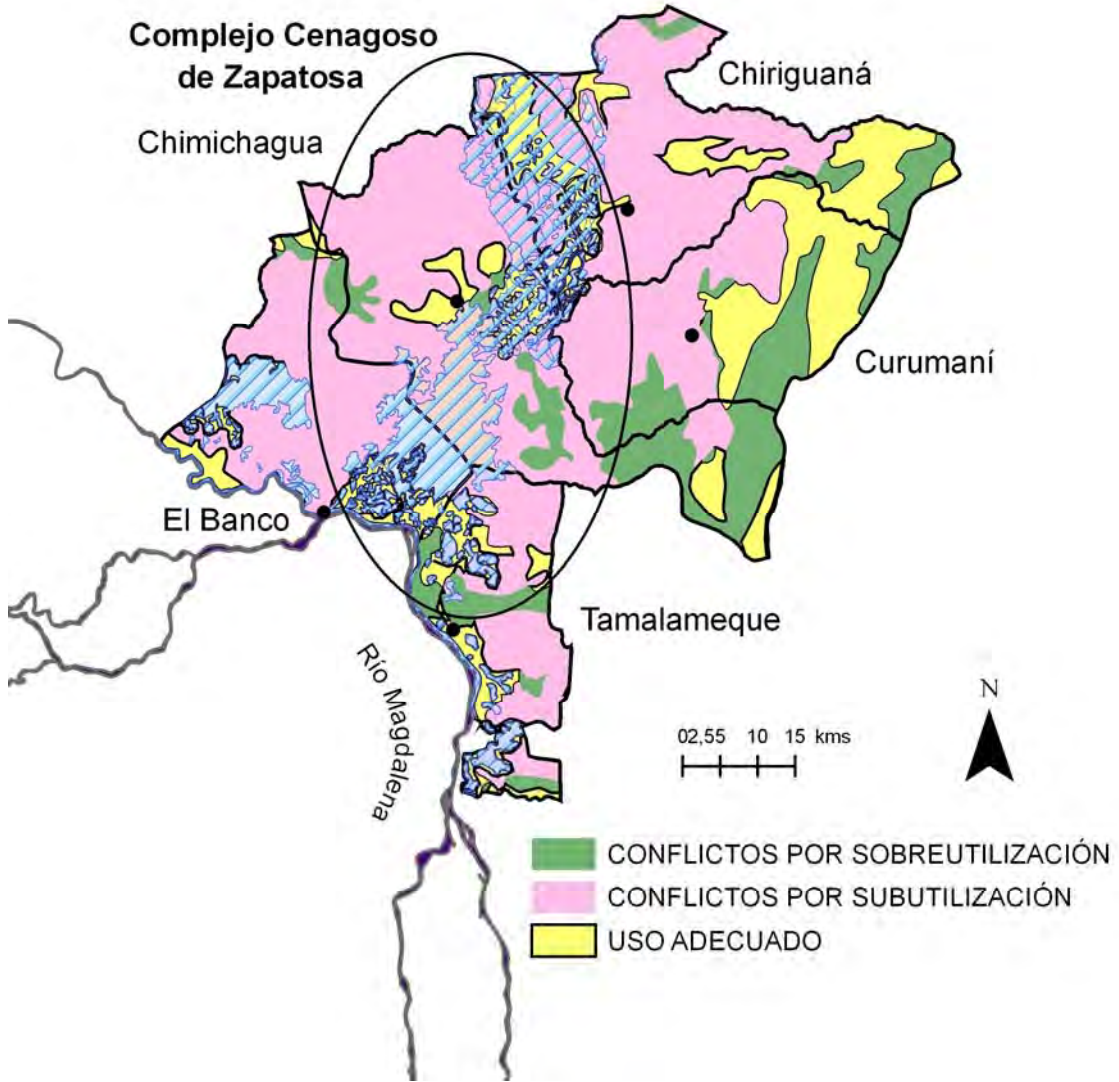 Complejo Cenagoso
de Zapatosa
Chiriguaná
Chimichagua
Curumaní
El Banco
Tamalameque
Río Magdalena
N
02,55 10 15 kms
CONFLICTOS POR SOBREUTILIZACIÓN
CONFLICTOS POR SUBUTILIZACIÓN
USO ADECUADO